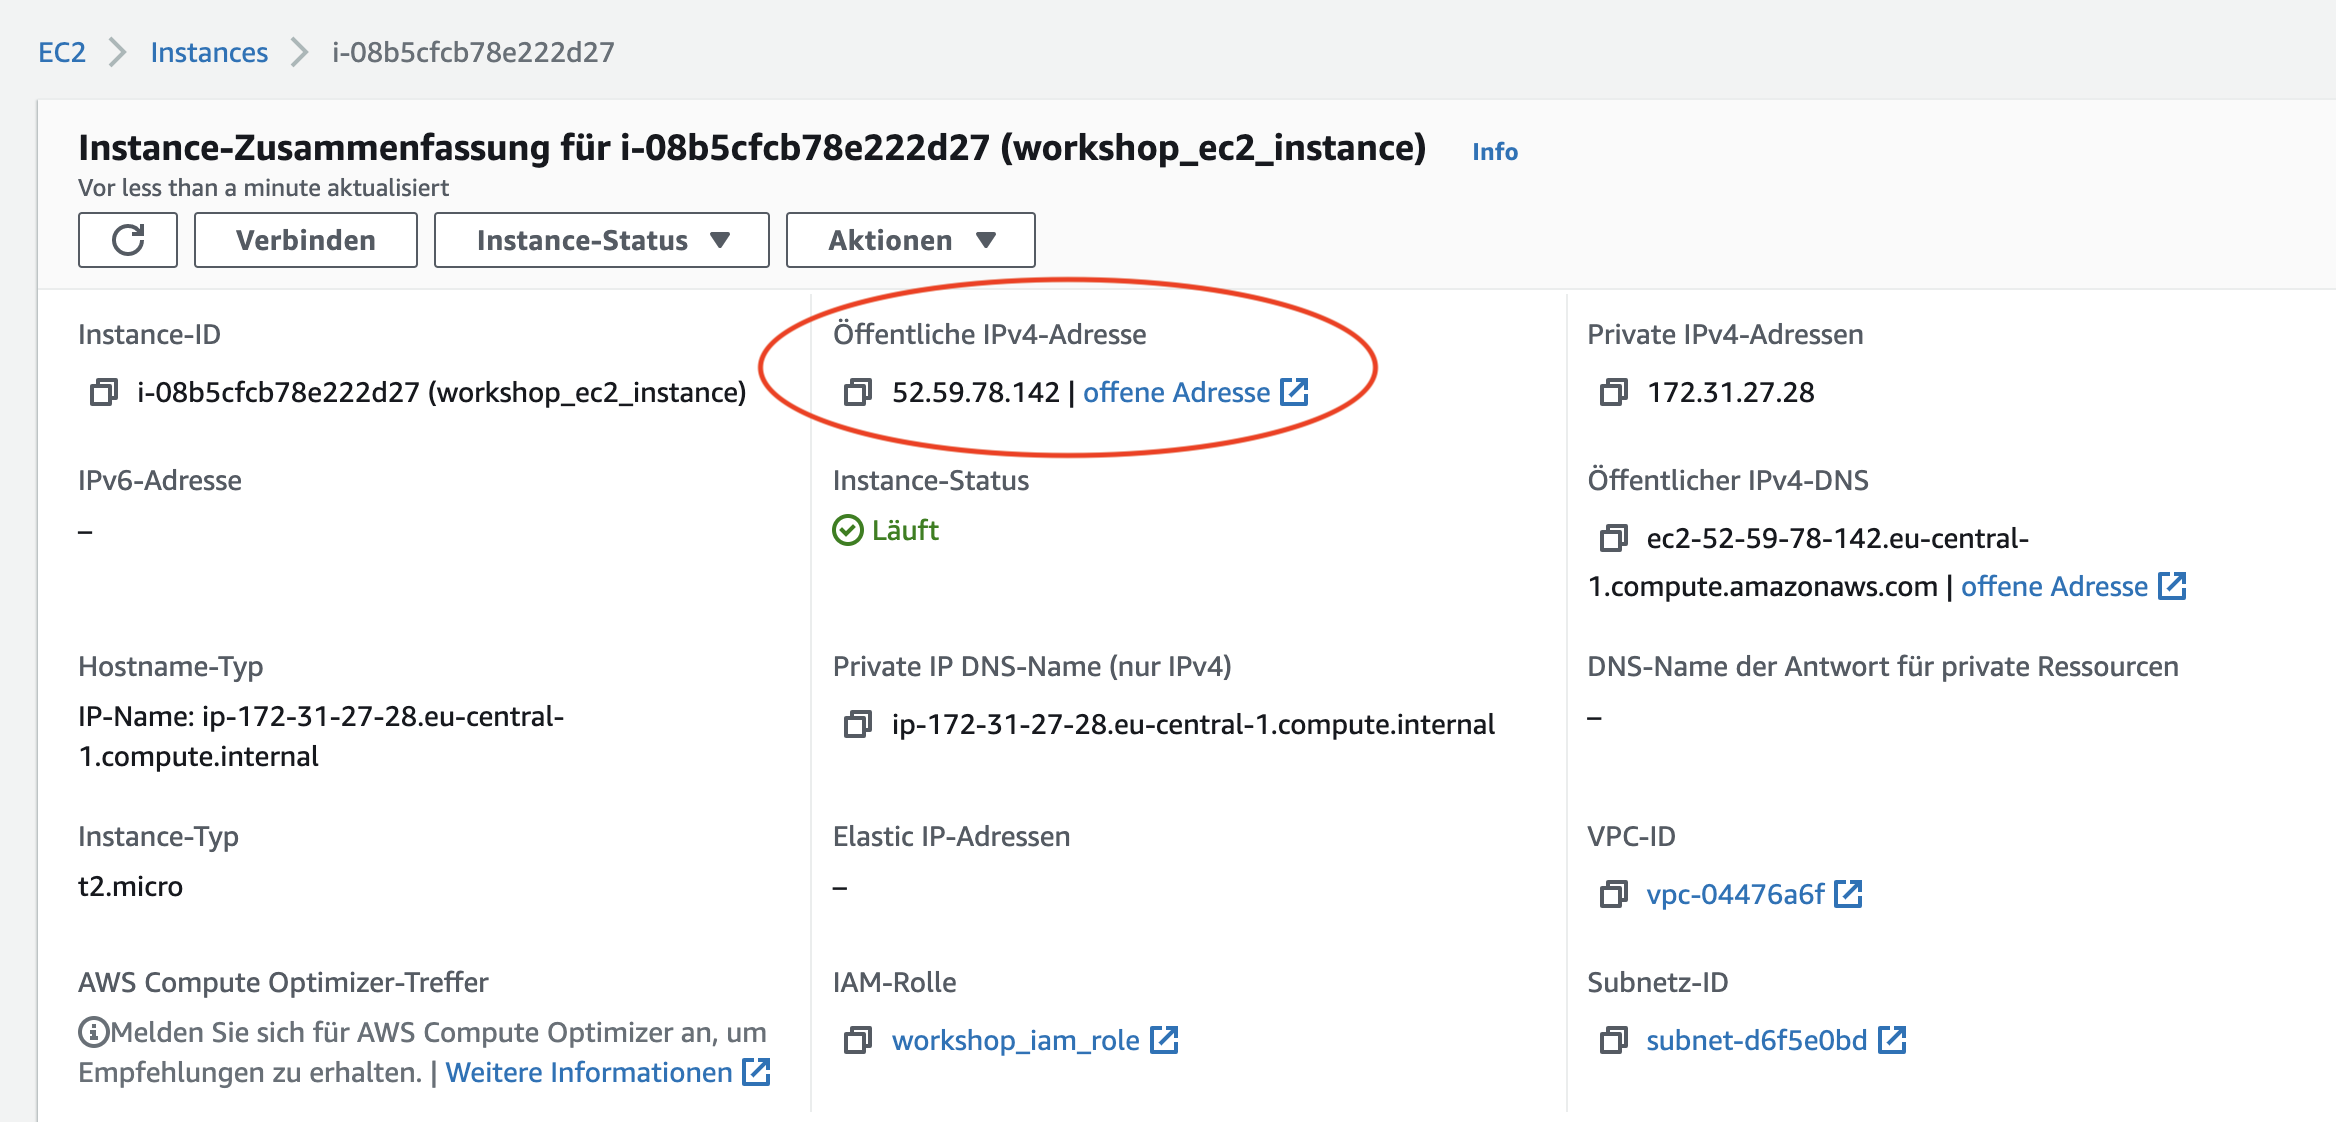 EC2 Instances i-08b5cfcb78e222d27
Instance-Zusammenfassung für i-08b5cfcb78e222d27 (workshop_ec2_instance) Info
Vor less than a minute aktualisiert
Verbinden Instance-Status Aktionen
Instance-ID
i-08b5cfcb78e222d27 (workshop_ec2_instance)
Öffentliche IPv4-Adresse
52.59.78.142 | offene Adresse
Private IPv4-Adressen
172.31.27.28
IPv6-Adresse
–
Instance-Status
Läuft
Öffentlicher IPv4-DNS
ec2-52-59-78-142.eu-central-
1.compute.amazonaws.com | offene Adresse
Hostname-Typ
IP-Name: ip-172-31-27-28.eu-central-
1.compute.internal
Private IP DNS-Name (nur IPv4)
ip-172-31-27-28.eu-central-1.compute.internal
DNS-Name der Antwort für private Ressourcen
–
Instance-Typ
t2.micro
Elastic IP-Adressen
–
VPC-ID
vpc-04476a6f
AWS Compute Optimizer-Treffer
Melden Sie sich für AWS Compute Optimizer an, um
Empfehlungen zu erhalten. | Weitere Informationen
IAM-Rolle
workshop_iam_role
Subnetz-ID
subnet-d6f5e0bd